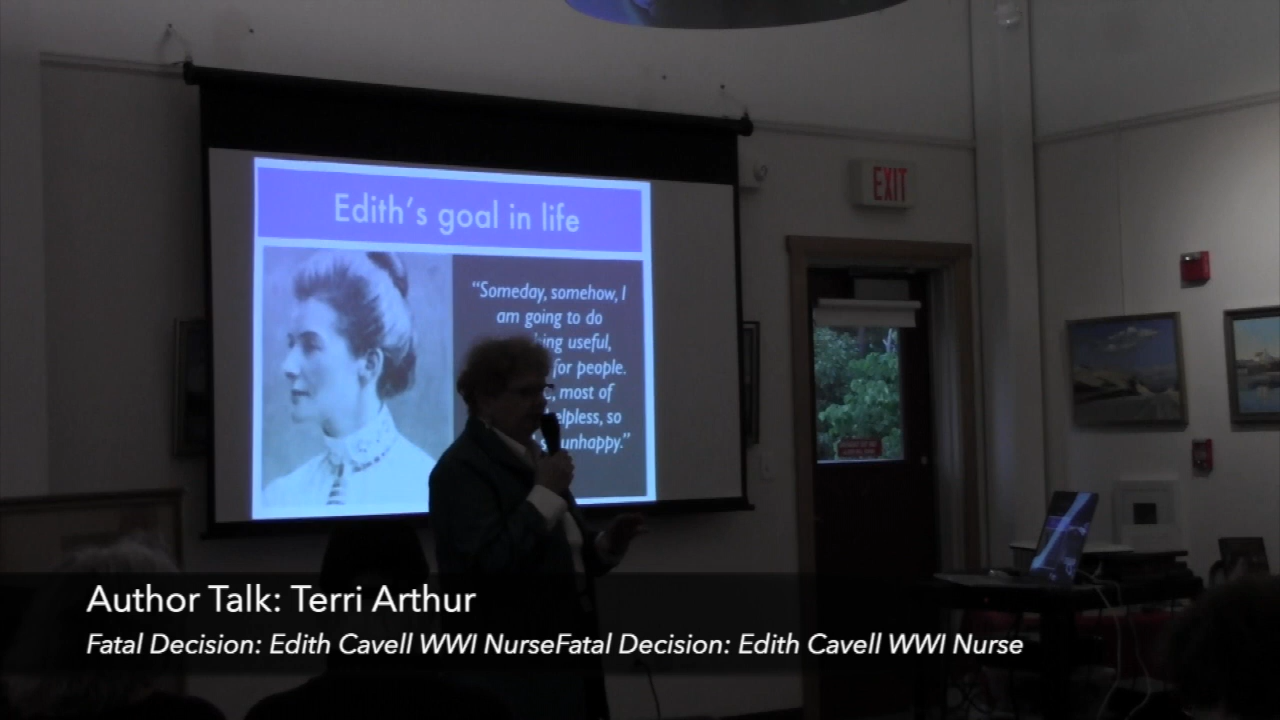 Edith's goal in life
EXIT
"Someday, somehow, I
am going to do
useful,
for people.
most of
so
unhappy."
Author Talk: Terri Arthur
Fatal Decision: Edith Cavell WWI NurseFatal Decision: Edith Cavell WWI Nurse